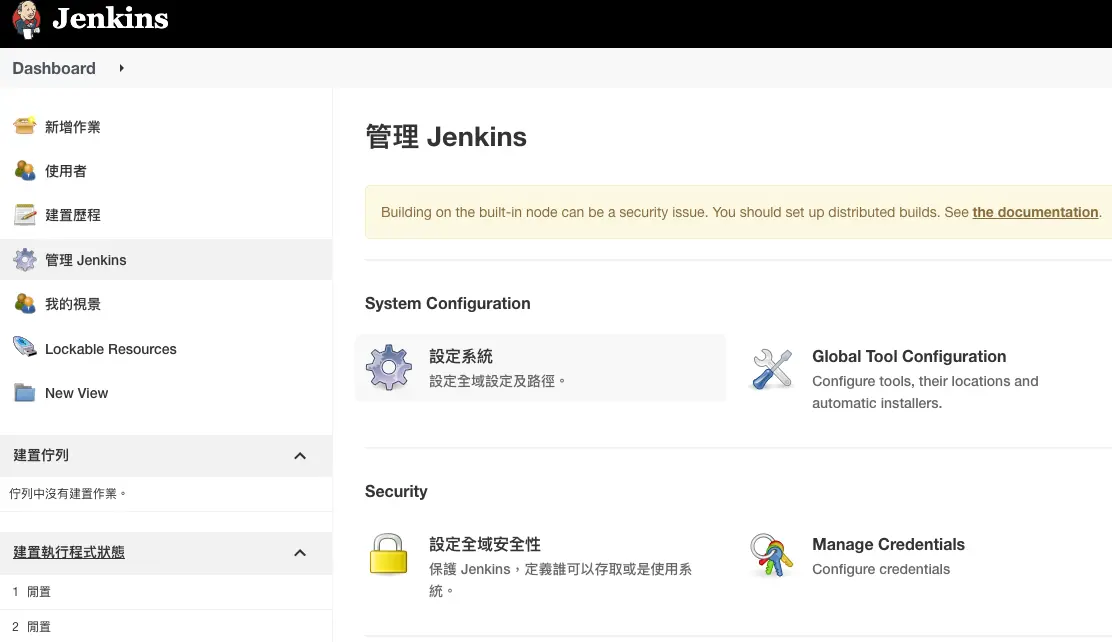 Jenkins
Dashboard
新增作業
使用者
建置歷程
管理 Jenkins
我的視景
Lockable Resources
New View
建置佇列
佇列中沒有建置作業。
建置執行程式狀態
1 閒置
2 閒置
管理 Jenkins
Building on the built-in node can be a security issue. You should set up distributed builds. See the documentation.
System Configuration
設定系統
設定全域設定及路徑。
Global Tool Configuration
Configure tools, their locations and
automatic installers.
Security
設定全域安全性
保護 Jenkins，定義誰可以存取或是使用系
統。
Manage Credentials
Configure credentials